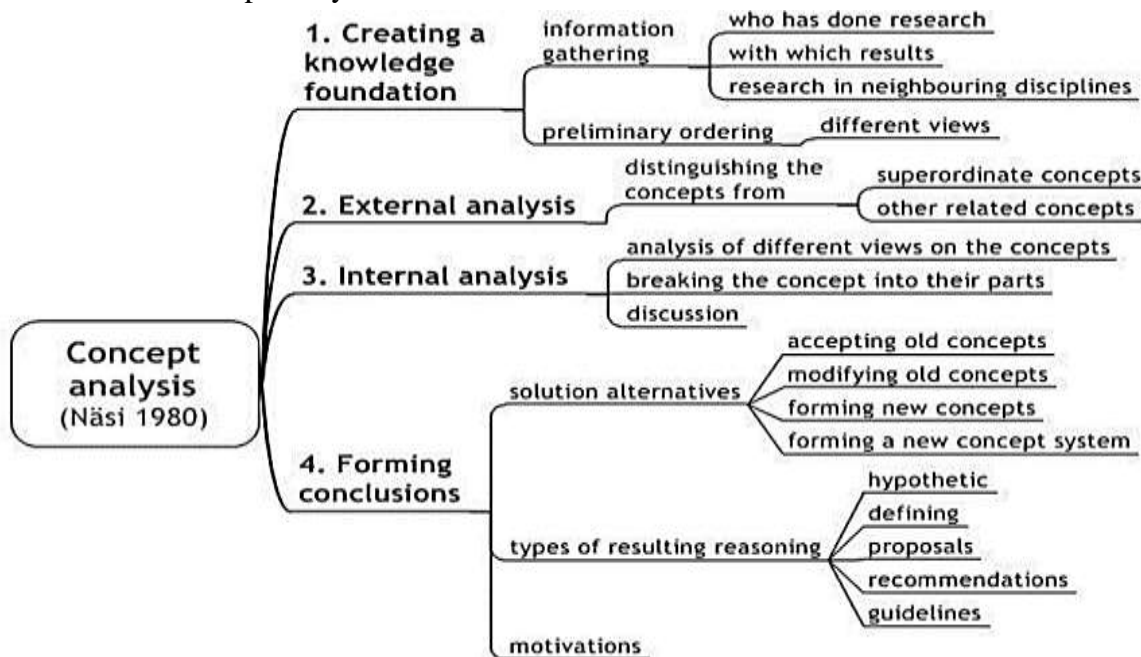 1. Creating a
knowledge
foundation
information
gathering
who has done research
with which results
research in neighbouring disciplines
preliminary ordering
different views
2. External analysis
distinguishing the
concepts from
superordinate concepts
other related concepts
3. Internal analysis
analysis of different views on the concepts
breaking the concept into their parts
discussion
Concept
analysis
(Näsi 1980)
4. Forming
conclusions
solution alternatives
accepting old concepts
modifying old concepts
forming new concepts
forming a new concept system
types of resulting reasoning
hypothetic
defining
proposals
recommendations
guidelines
motivations